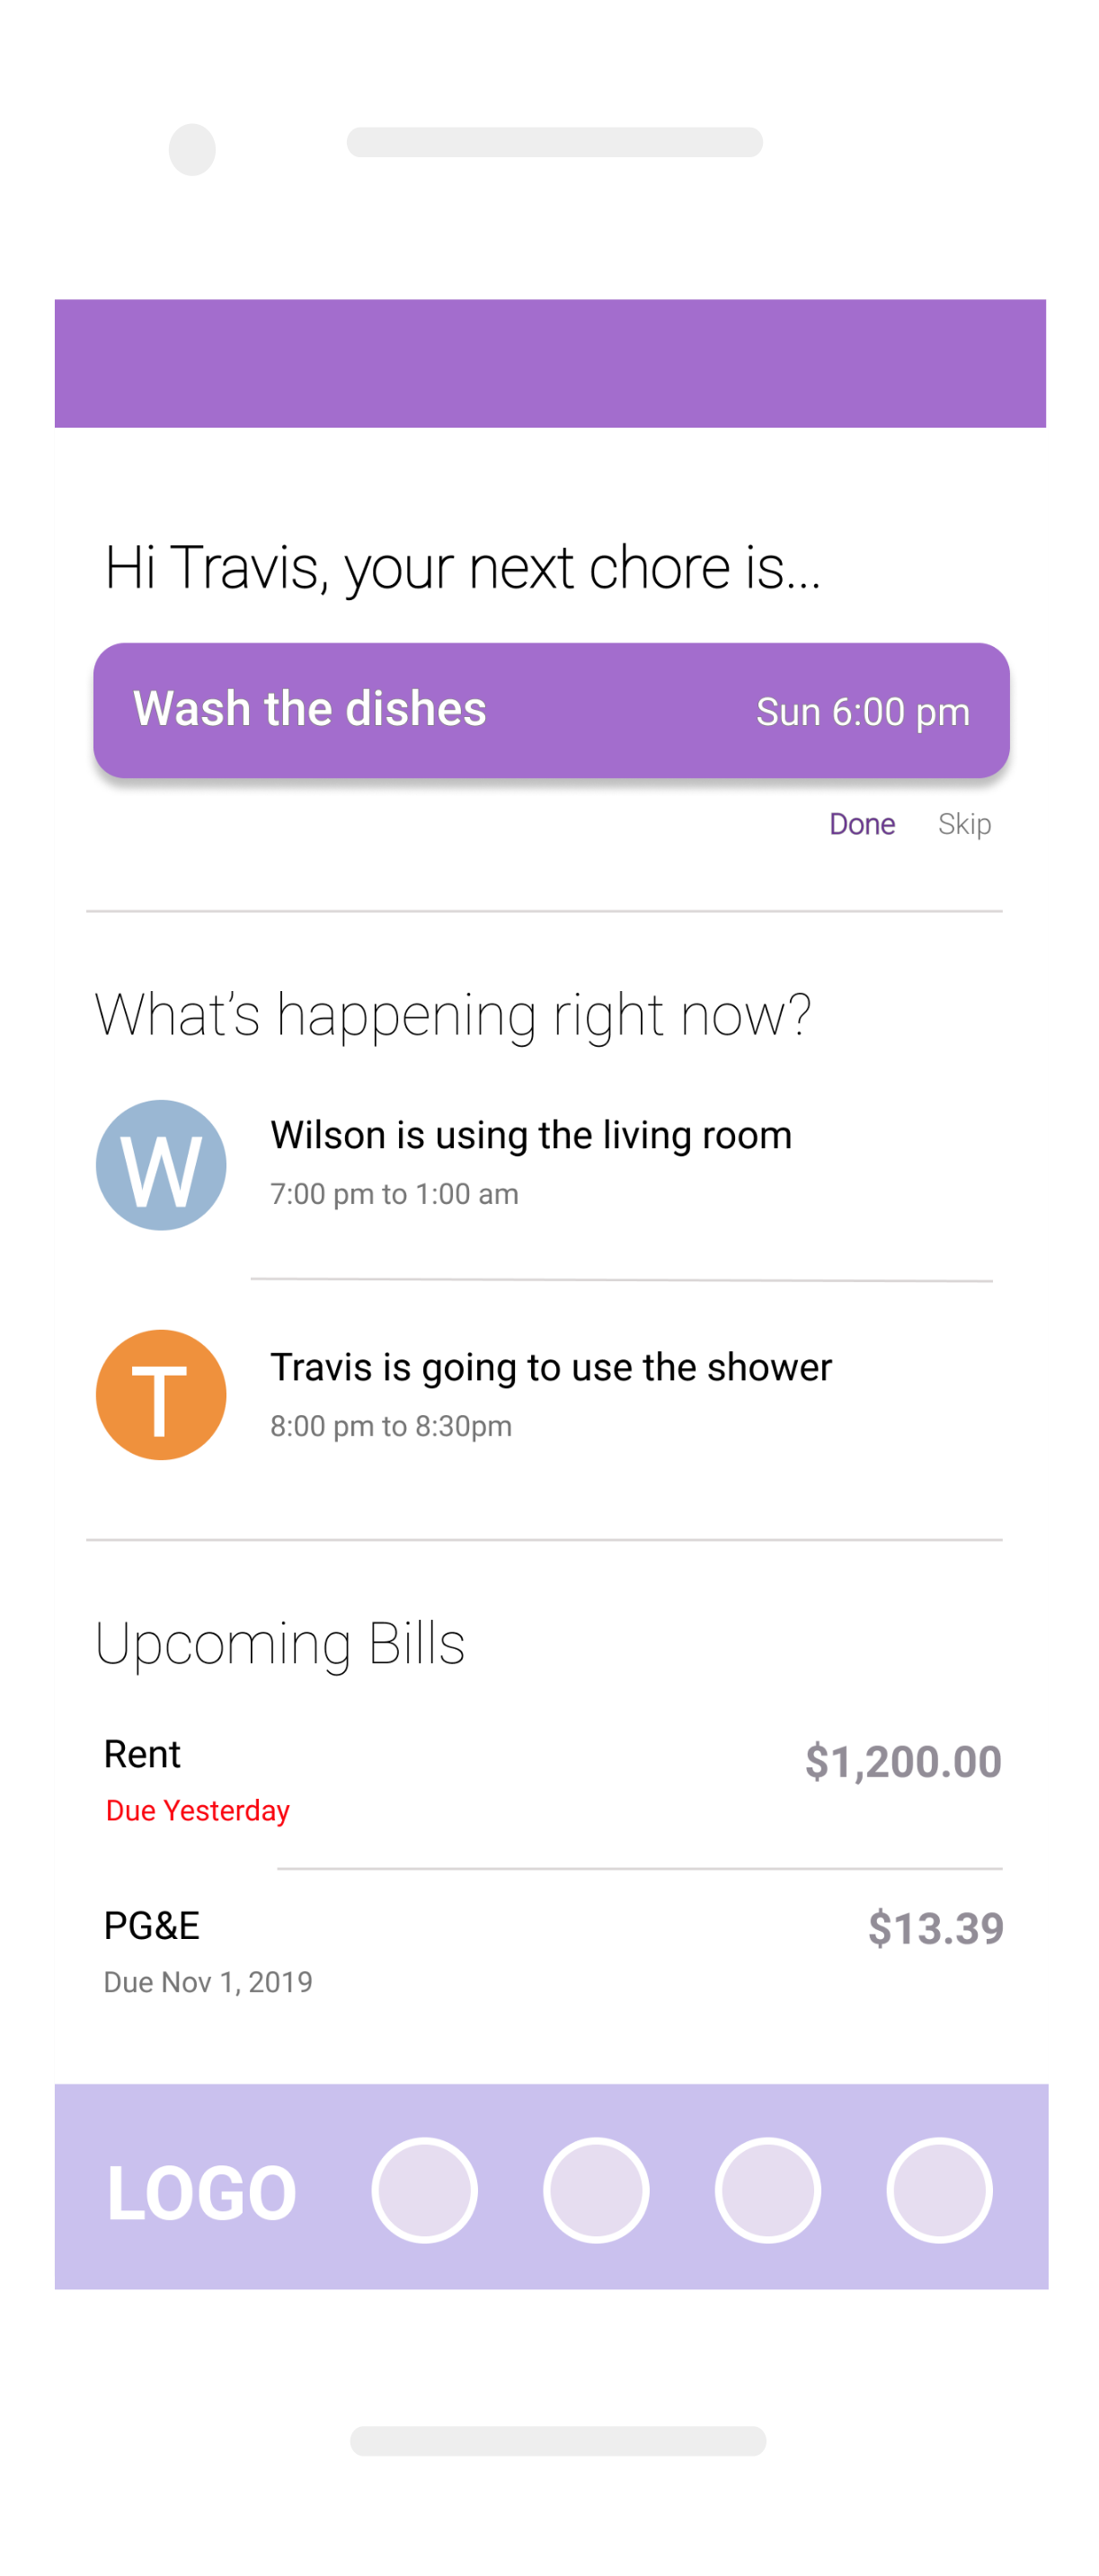 Hi Travis, your next chore is...
Wash the dishes
Sun 6:00 pm
Done
Skip
What’s happening right now?
W
Wilson is using the living room
7:00 pm to 1:00 am
T
Travis is going to use the shower
8:00 pm to 8:30pm
Upcoming Bills
Rent
$1,200.00
Due Yesterday
PG&E
$13.39
Due Nov 1, 2019
LOGO